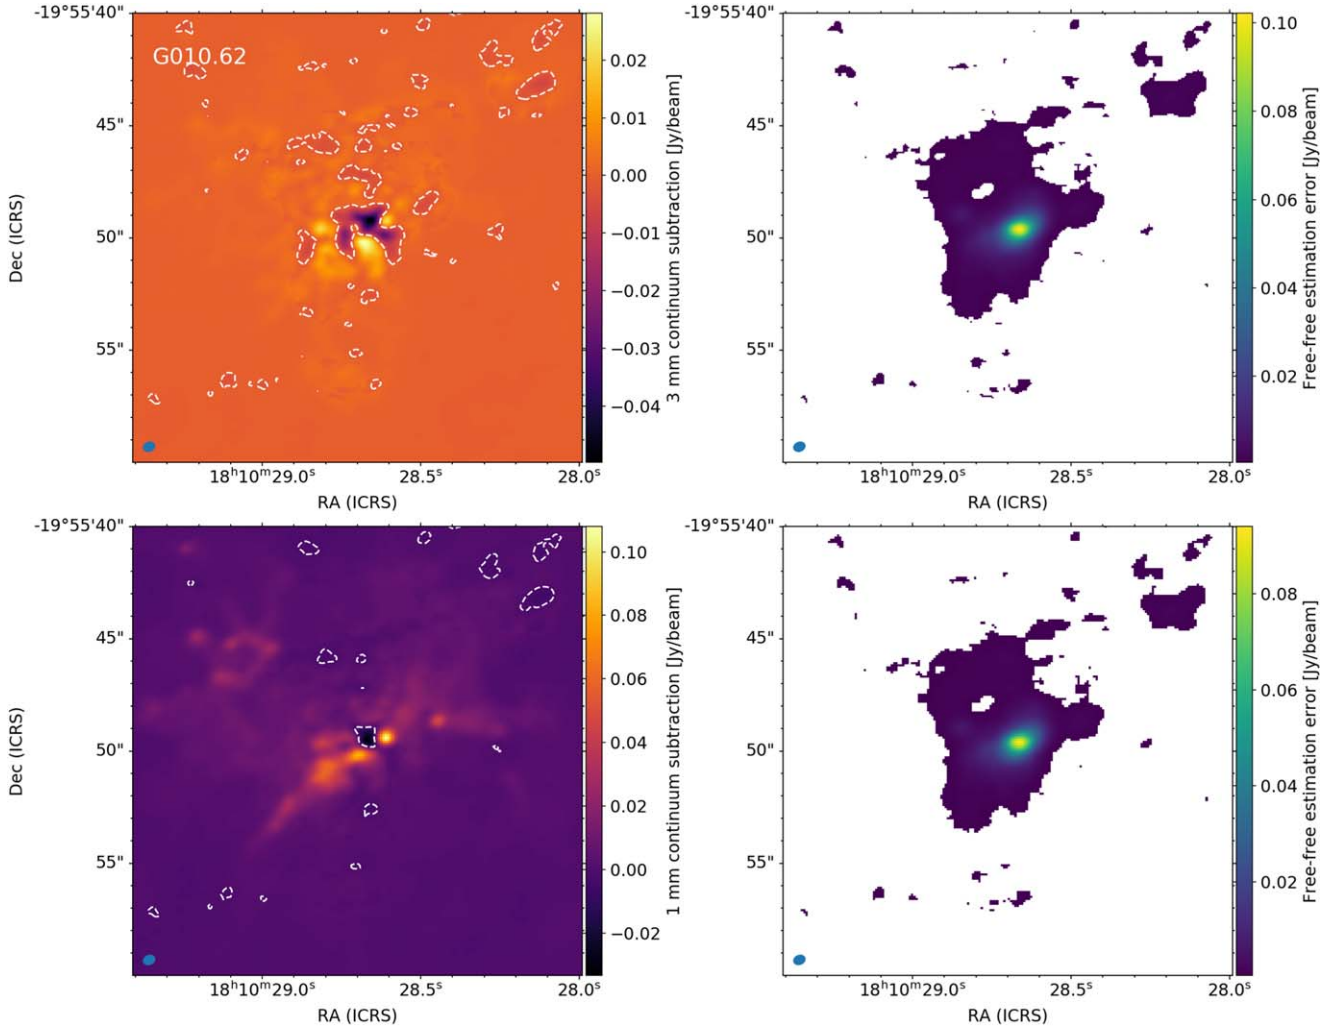 G010.62
-19°55'40"
45"
50"
55"
Dec (ICRS)
18ʰ10ᵐ29.0ˢ
28.5ˢ
28.0ˢ
RA (ICRS)
0.02
0.01
0.00
−0.01
−0.02
−0.03
−0.04
3 mm continuum subtraction [Jy/beam]
-19°55'40"
45"
50"
55"
18ʰ10ᵐ29.0ˢ
28.5ˢ
28.0ˢ
RA (ICRS)
0.10
0.08
0.06
0.04
0.02
Free-free estimation error [Jy/beam]
-19°55'40"
45"
50"
55"
Dec (ICRS)
18ʰ10ᵐ29.0ˢ
28.5ˢ
28.0ˢ
RA (ICRS)
0.10
0.08
0.06
0.04
0.02
0.00
−0.02
1 mm continuum subtraction [Jy/beam]
-19°55'40"
45"
50"
55"
18ʰ10ᵐ29.0ˢ
28.5ˢ
28.0ˢ
RA (ICRS)
0.08
0.06
0.04
0.02
Free-free estimation error [Jy/beam]